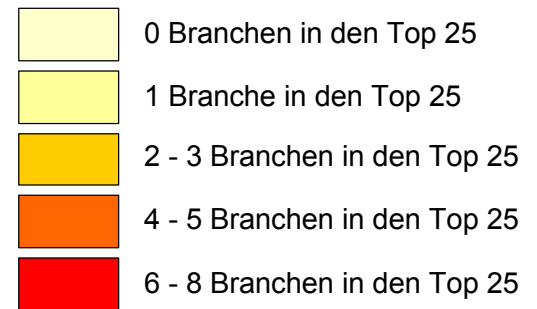 0 Branchen in den Top 25
1 Branche in den Top 25
2 - 3 Branchen in den Top 25
4 - 5 Branchen in den Top 25
6 - 8 Branchen in den Top 25